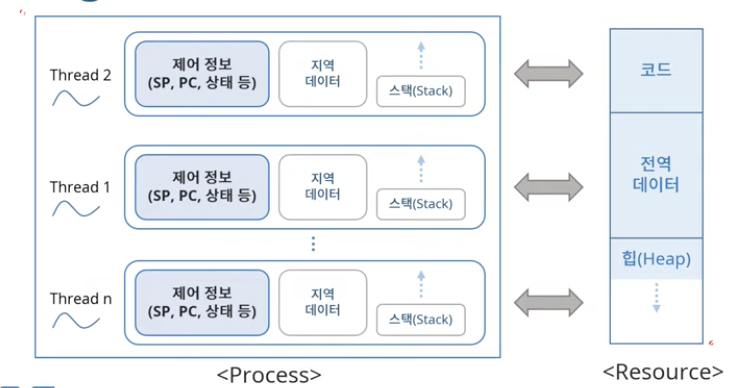 Thread 2
제어 정보
(SP, PC, 상태 등)
지역
데이터
스택(Stack)
Thread 1
제어 정보
(SP, PC, 상태 등)
지역
데이터
스택(Stack)
Thread n
제어 정보
(SP, PC, 상태 등)
지역
데이터
스택(Stack)
<Process>
코드
전역
데이터
힙(Heap)
<Resource>